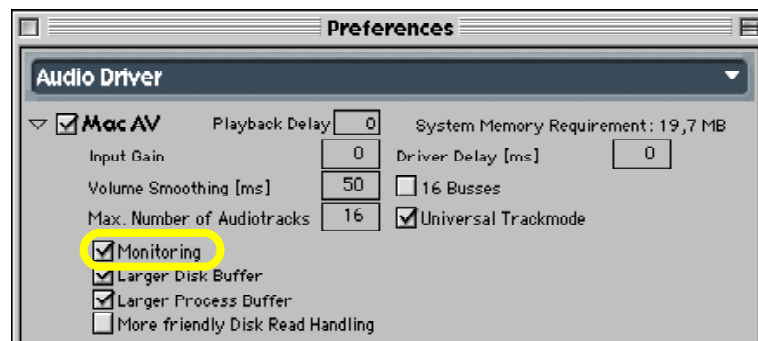 Preferences
Audio Driver
Mac AV Playback Delay 0 System Memory Requirement: 19,7 MB
Input Gain 0 Driver Delay [ms] 0
Volume Smoothing [ms] 50 16 Busses
Max. Number of Audiotracks 16 Universal Trackmode
Monitoring
Larger Disk Buffer
Larger Process Buffer
More friendly Disk Read Handling